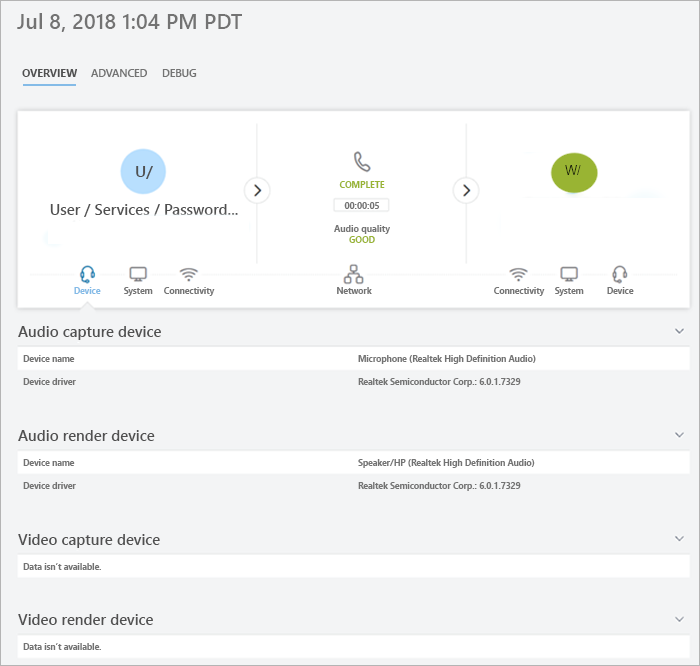 Jul 8, 2018 1:04 PM PDT
OVERVIEW ADVANCED DEBUG
U/
W/
COMPLETE
User / Services / Password...
00:00:05
Audio quality
GOOD
Device System Connectivity Network Connectivity System Device
Audio capture device
Device name Microphone (Realtek High Definition Audio)
Device driver Realtek Semiconductor Corp.: 6.0.1.7329
Audio render device
Device name Speaker/HP (Realtek High Definition Audio)
Device driver Realtek Semiconductor Corp.: 6.0.1.7329
Video capture device
Data isn't available.
Video render device
Data isn't available.